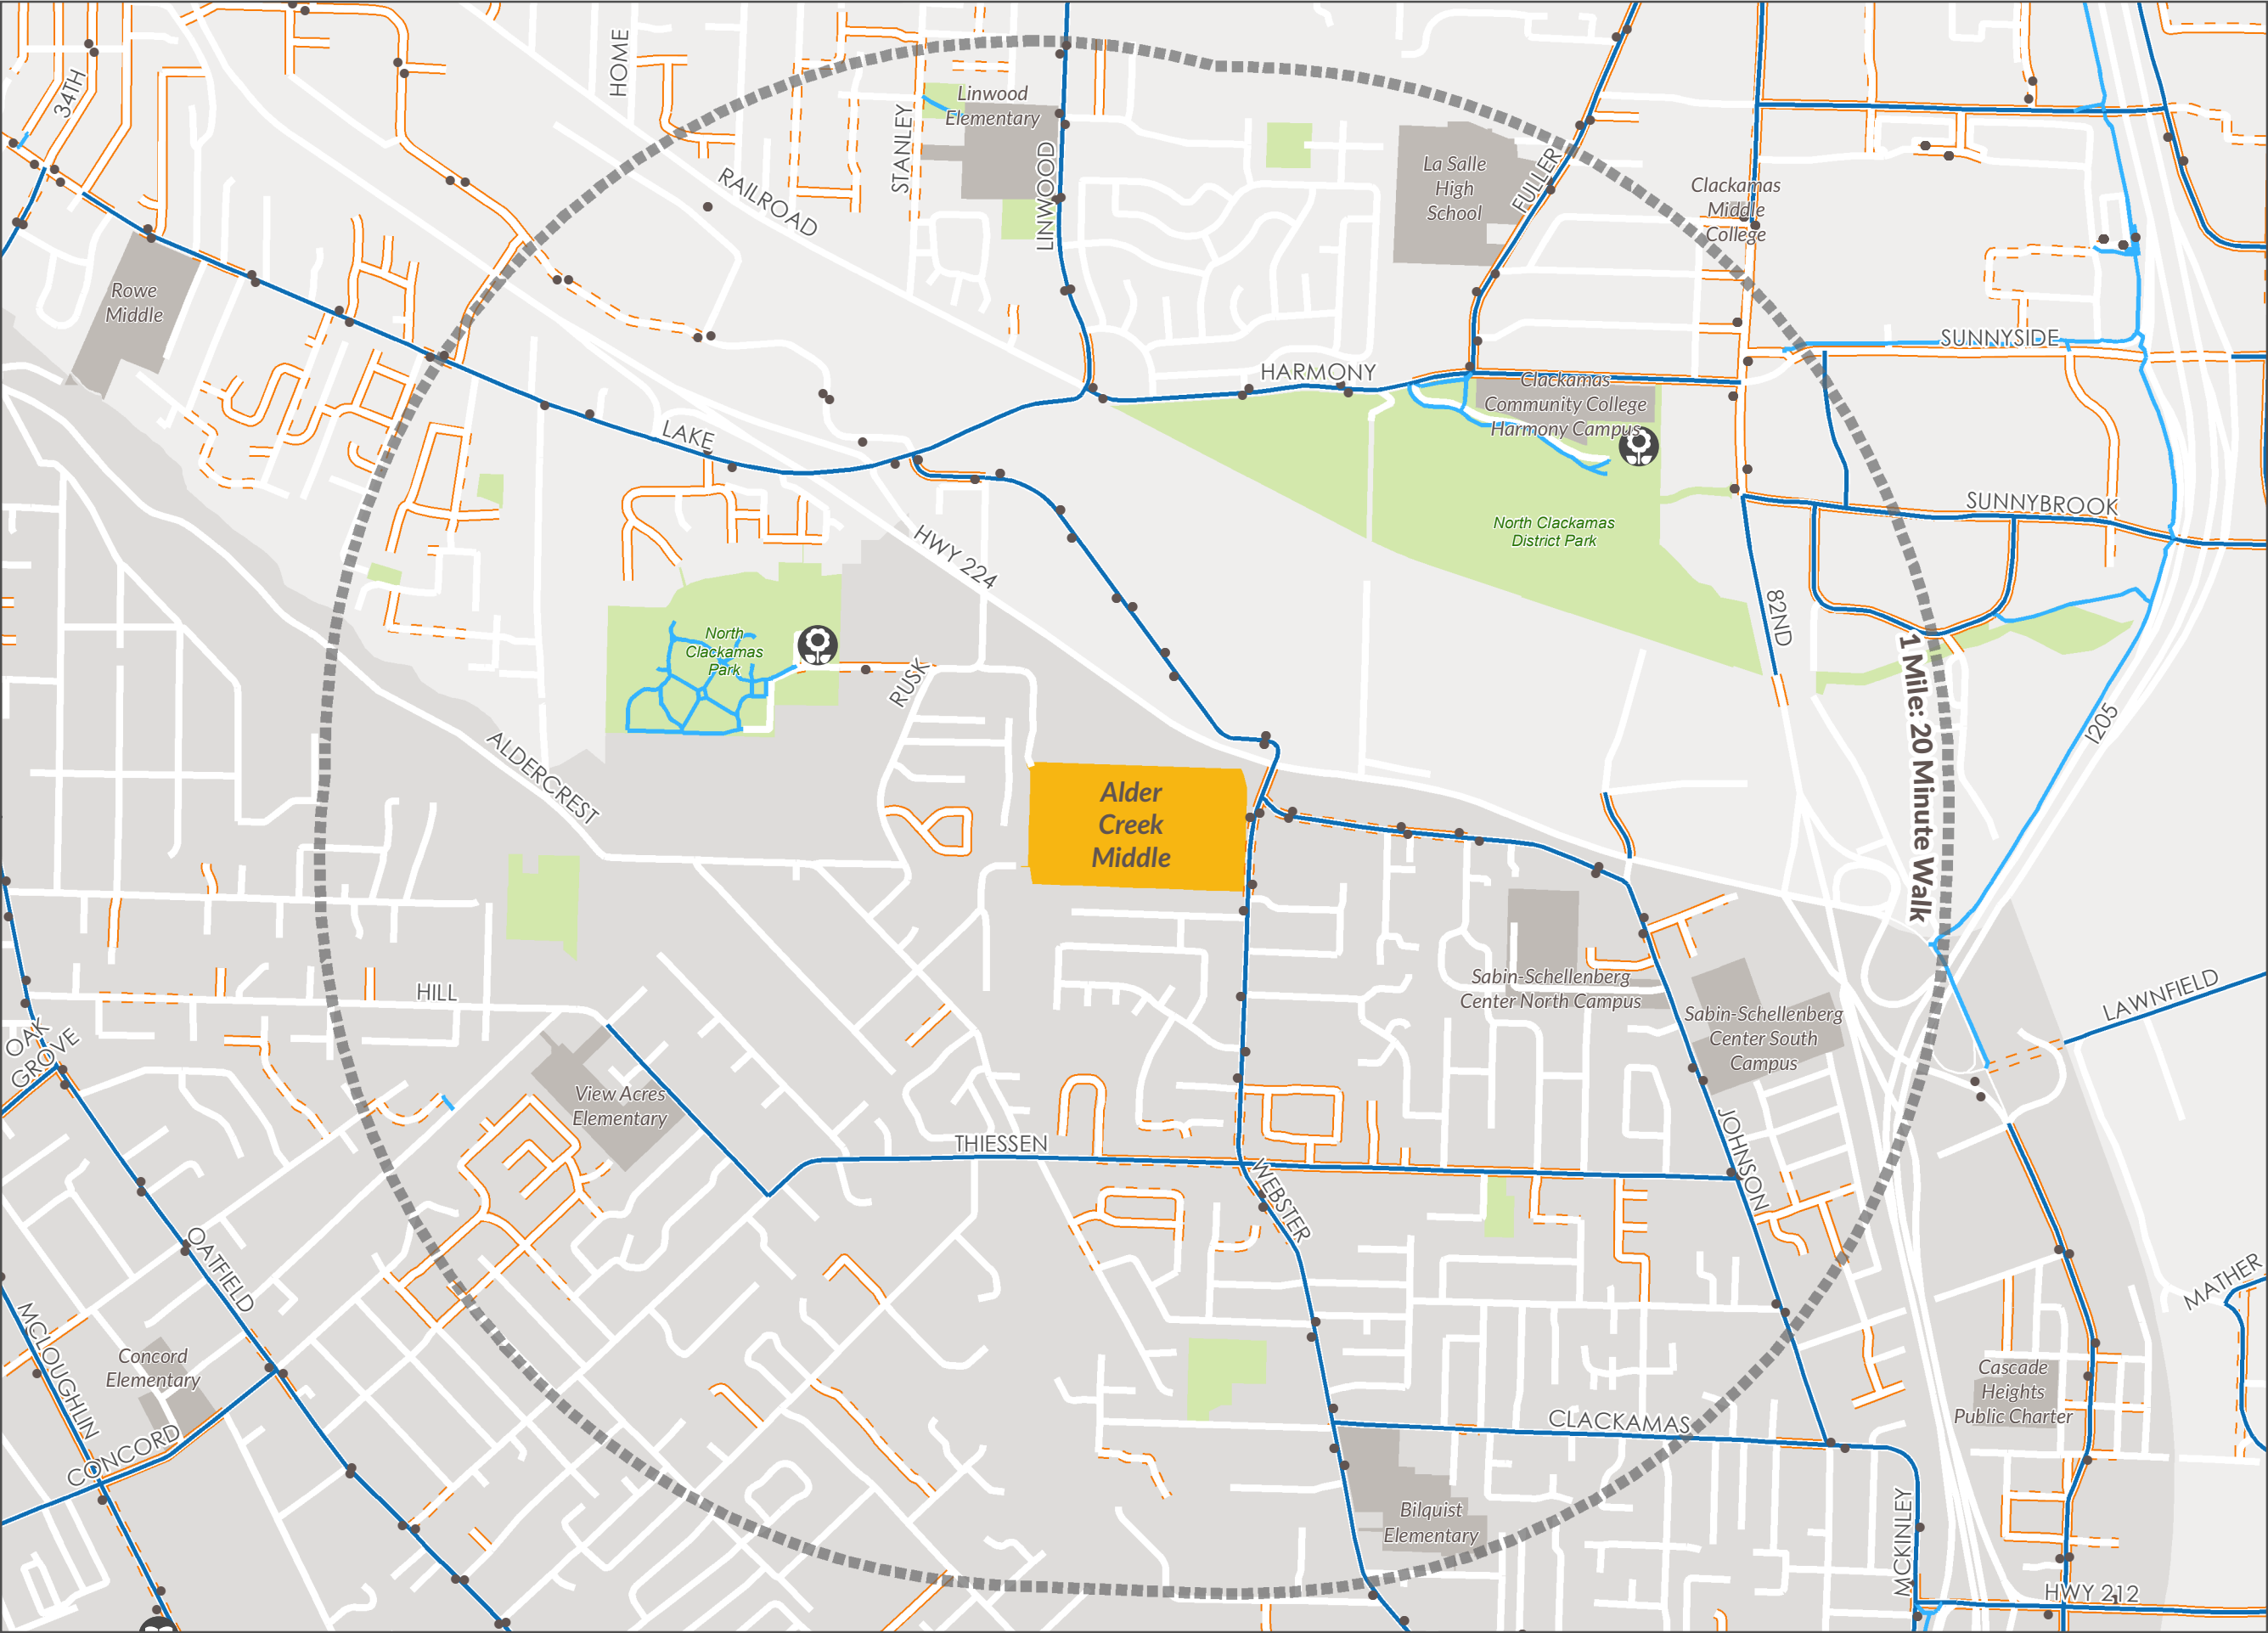 HOME
34TH
Linwood
Elementary
STANLEY
LINWOOD
RAILROAD
La Salle
High
School
FULLER
Clackamas
Middle
College
Rowe
Middle
SUNNYSIDE
HARMONY
Clackamas
Community College
Harmony Campus
LAKE
SUNNYBROOK
North Clackamas
District Park
HWY 224
82ND
North
Clackamas
Park
RUSK
1 Mile: 20 Minute Walk
I205
ALDERCREST
Alder
Creek
Middle
HILL
Sabin-Schellenberg
Center North Campus
LAWNFIELD
Sabin-Schellenberg
Center South
Campus
OAK
GROVE
View Acres
Elementary
THIESSEN
JOHNSON
WEBSTER
OATFIELD
MATHER
MCLOUGHLIN
Concord
Elementary
Cascade
Heights
Public Charter
CLACKAMAS
CONCORD
Bilquist
Elementary
MCKINLEY
HWY 212